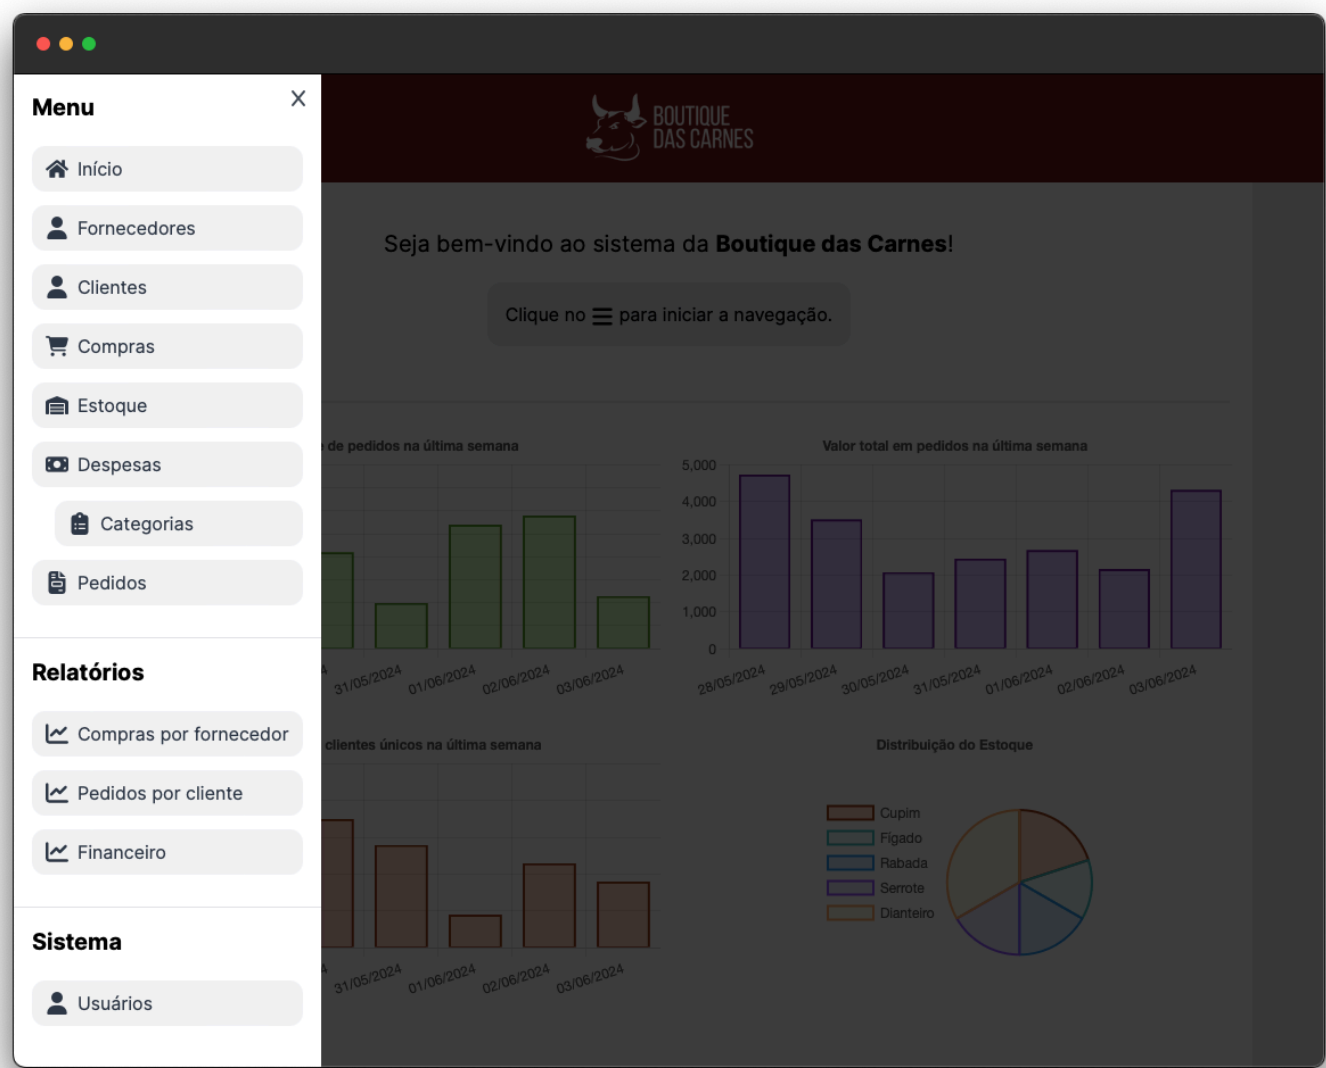 Menu
X
Início
Fornecedores
Clientes
Compras
Estoque
Despesas
Categorias
Pedidos
Relatórios
Compras por fornecedor
Pedidos por cliente
Financeiro
Sistema
Usuários
BOUTIQUE
DAS CARNES
Seja bem-vindo ao sistema da Boutique das Carnes!
Clique no para iniciar a navegação.
de pedidos na última semana
31/05/2024
01/06/2024
02/06/2024
03/06/2024
Valor total em pedidos na última semana
5,000
4,000
3,000
2,000
1,000
0
28/05/2024
29/05/2024
30/05/2024
31/05/2024
01/06/2024
02/06/2024
03/06/2024
clientes únicos na última semana
31/05/2024
01/06/2024
02/06/2024
03/06/2024
Distribuição do Estoque
Cupim
Fígado
Rabada
Serrote
Dianteiro